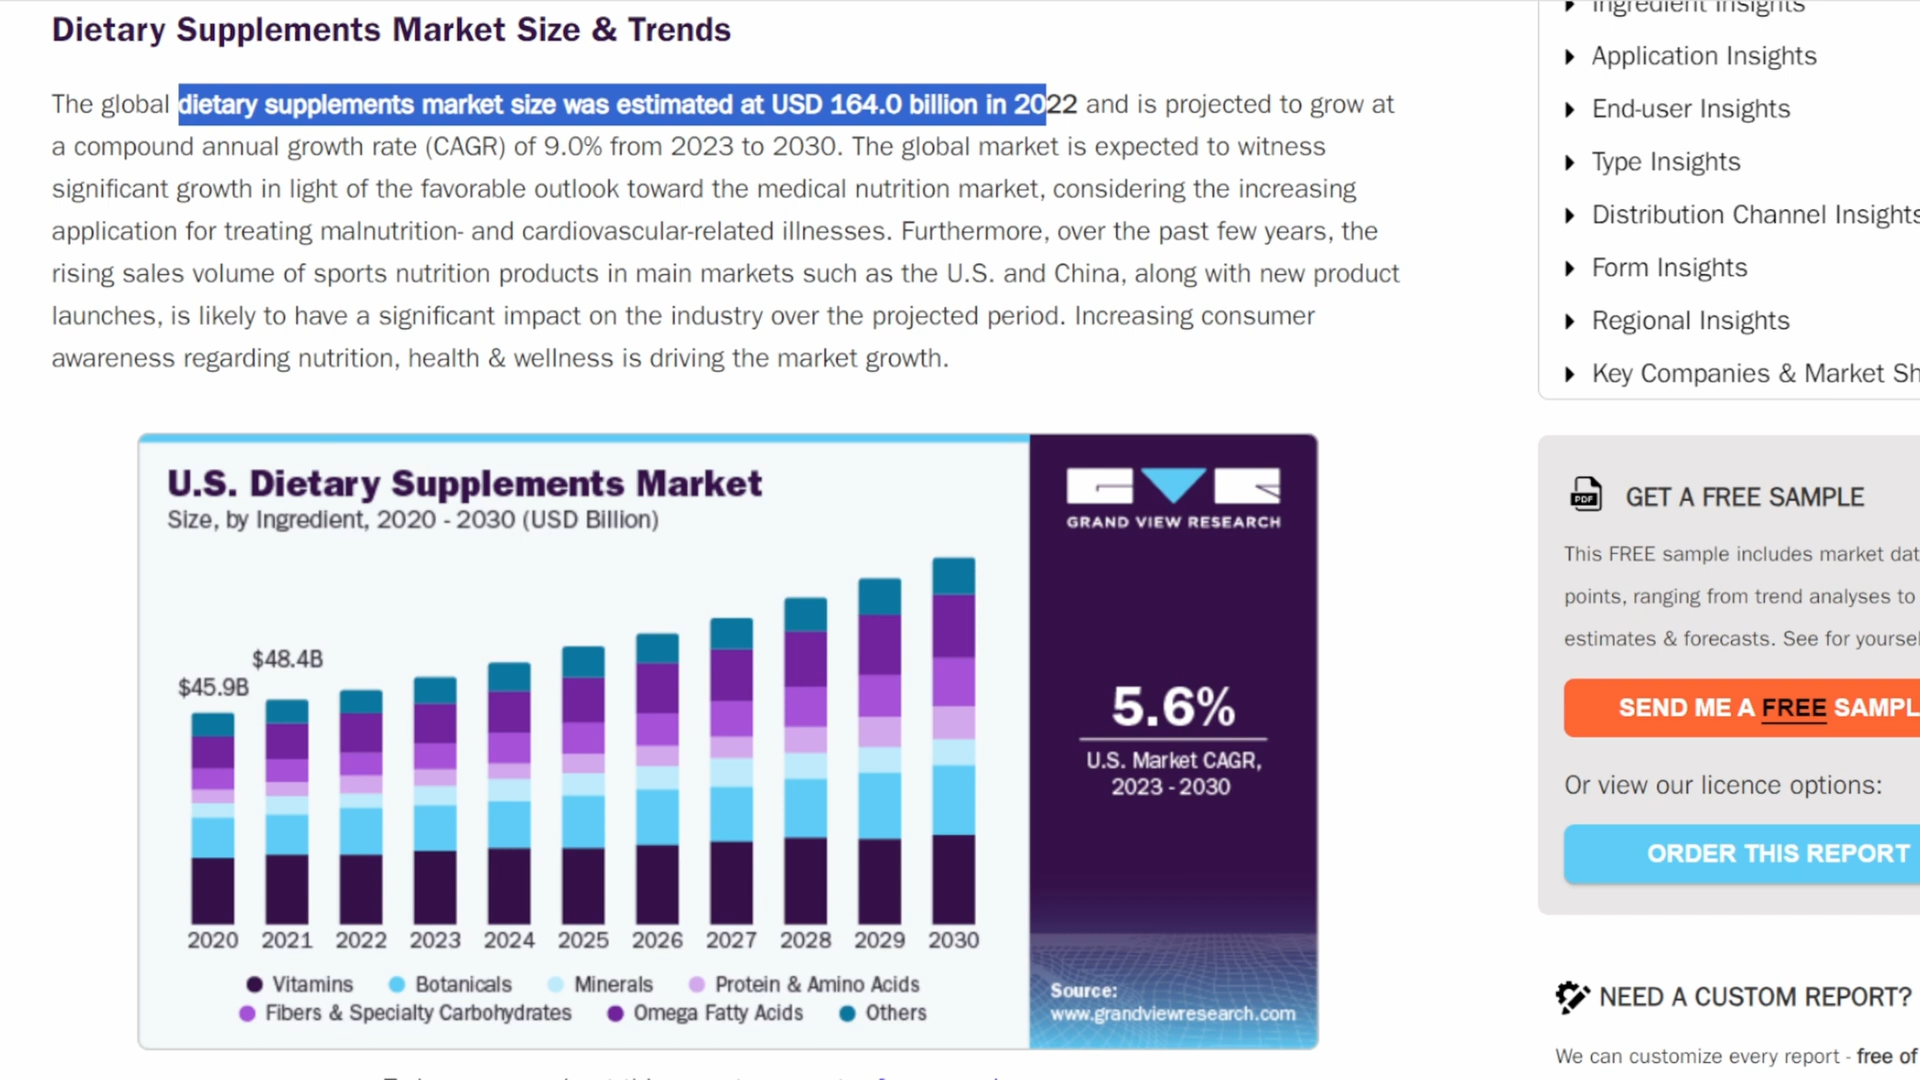 Dietary Supplements Market Size & Trends
The global dietary supplements market size was estimated at USD 164.0 billion in 2022 and is projected to grow at
a compound annual growth rate (CAGR) of 9.0% from 2023 to 2030. The global market is expected to witness
significant growth in light of the favorable outlook toward the medical nutrition market, considering the increasing
application for treating malnutrition- and cardiovascular-related illnesses. Furthermore, over the past few years, the
rising sales volume of sports nutrition products in main markets such as the U.S. and China, along with new product
launches, is likely to have a significant impact on the industry over the projected period. Increasing consumer
awareness regarding nutrition, health & wellness is driving the market growth.
U.S. Dietary Supplements Market
Size, by Ingredient, 2020 - 2030 (USD Billion)
$48.4B
$45.9B
2020 2021 2022 2023 2024 2025 2026 2027 2028 2029 2030
Vitamins Botanicals Minerals Protein & Amino Acids
Fibers & Specialty Carbohydrates Omega Fatty Acids Others
GRAND VIEW RESEARCH
5.6%
U.S. Market CAGR,
2023 - 2030
Source:
www.grandviewresearch.com
Ingredient Insights
Application Insights
End-user Insights
Type Insights
Distribution Channel Insights
Form Insights
Regional Insights
Key Companies & Market Sh
PDF
GET A FREE SAMPLE
This FREE sample includes market dat
points, ranging from trend analyses to
estimates & forecasts. See for yoursel
SEND ME A FREE SAMPL
Or view our licence options:
ORDER THIS REPORT
NEED A CUSTOM REPORT?
We can customize every report - free of